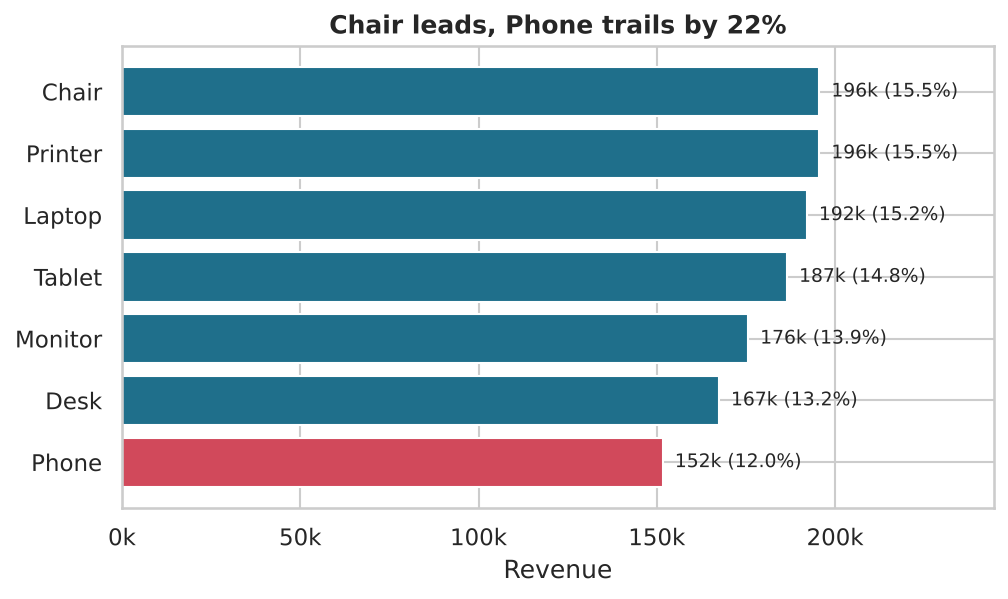 Chair leads, Phone trails by 22%
Chair 196k (15.5%)
Printer 196k (15.5%)
Laptop 192k (15.2%)
Tablet 187k (14.8%)
Monitor 176k (13.9%)
Desk 167k (13.2%)
Phone 152k (12.0%)
0k 50k 100k 150k 200k
Revenue